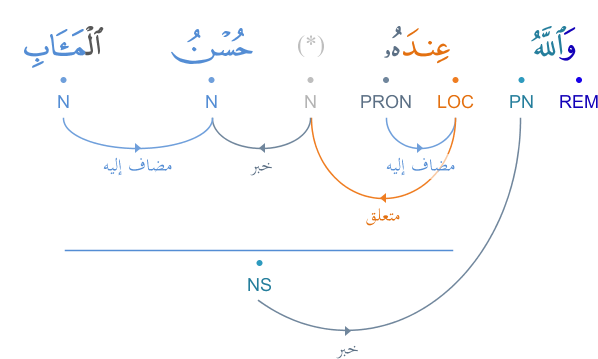 وَٱللَّهُ عِندَهُۥ (*) حُسْنُ ٱلْمَـَٔابِ
REM PN LOC PRON N N N
مضاف إليه خبر مضاف إليه
متعلق
NS
خبر